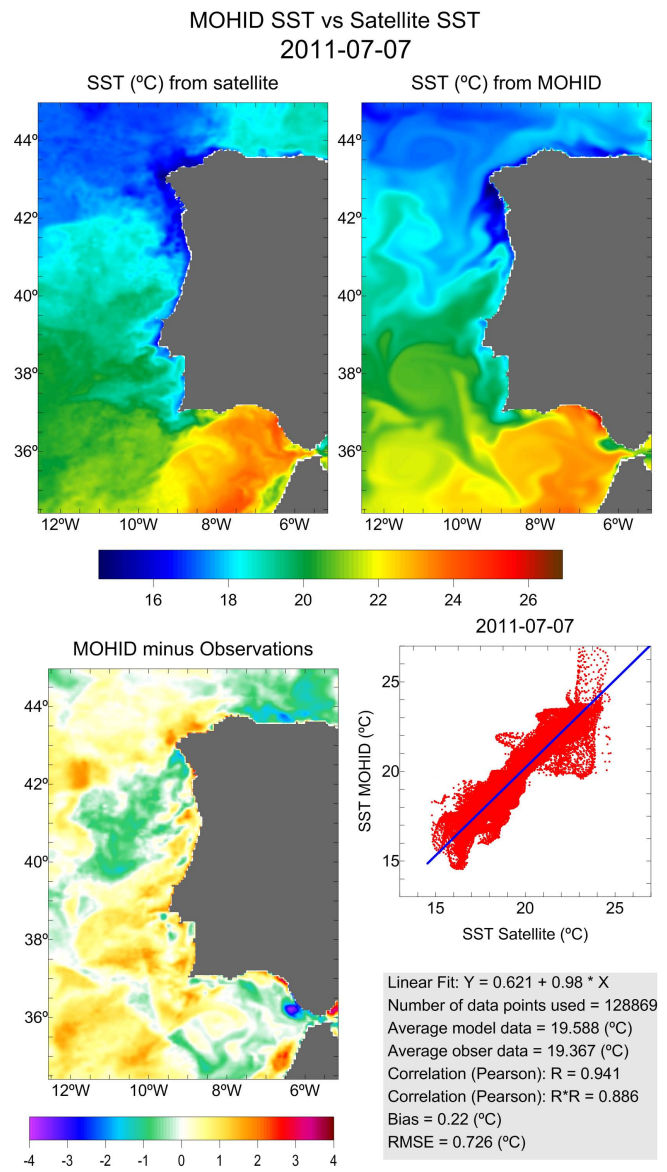 MOHID SST vs Satellite SST
2011-07-07
SST (ºC) from satellite
SST (ºC) from MOHID
44º
42º
40º
38º
36º
12ºW 10ºW 8ºW 6ºW
44º
42º
40º
38º
36º
12ºW 10ºW 8ºW 6ºW
16 18 20 22 24 26
MOHID minus Observations
44º
42º
40º
38º
36º
12ºW 10ºW 8ºW 6ºW
-4 -3 -2 -1 0 1 2 3 4
2011-07-07
SST MOHID (ºC)
25
20
15
15 20 25
SST Satellite (ºC)
Linear Fit: Y = 0.621 + 0.98 * X
Number of data points used = 128869
Average model data = 19.588 (ºC)
Average obser data = 19.367 (ºC)
Correlation (Pearson): R = 0.941
Correlation (Pearson): R*R = 0.886
Bias = 0.22 (ºC)
RMSE = 0.726 (ºC)